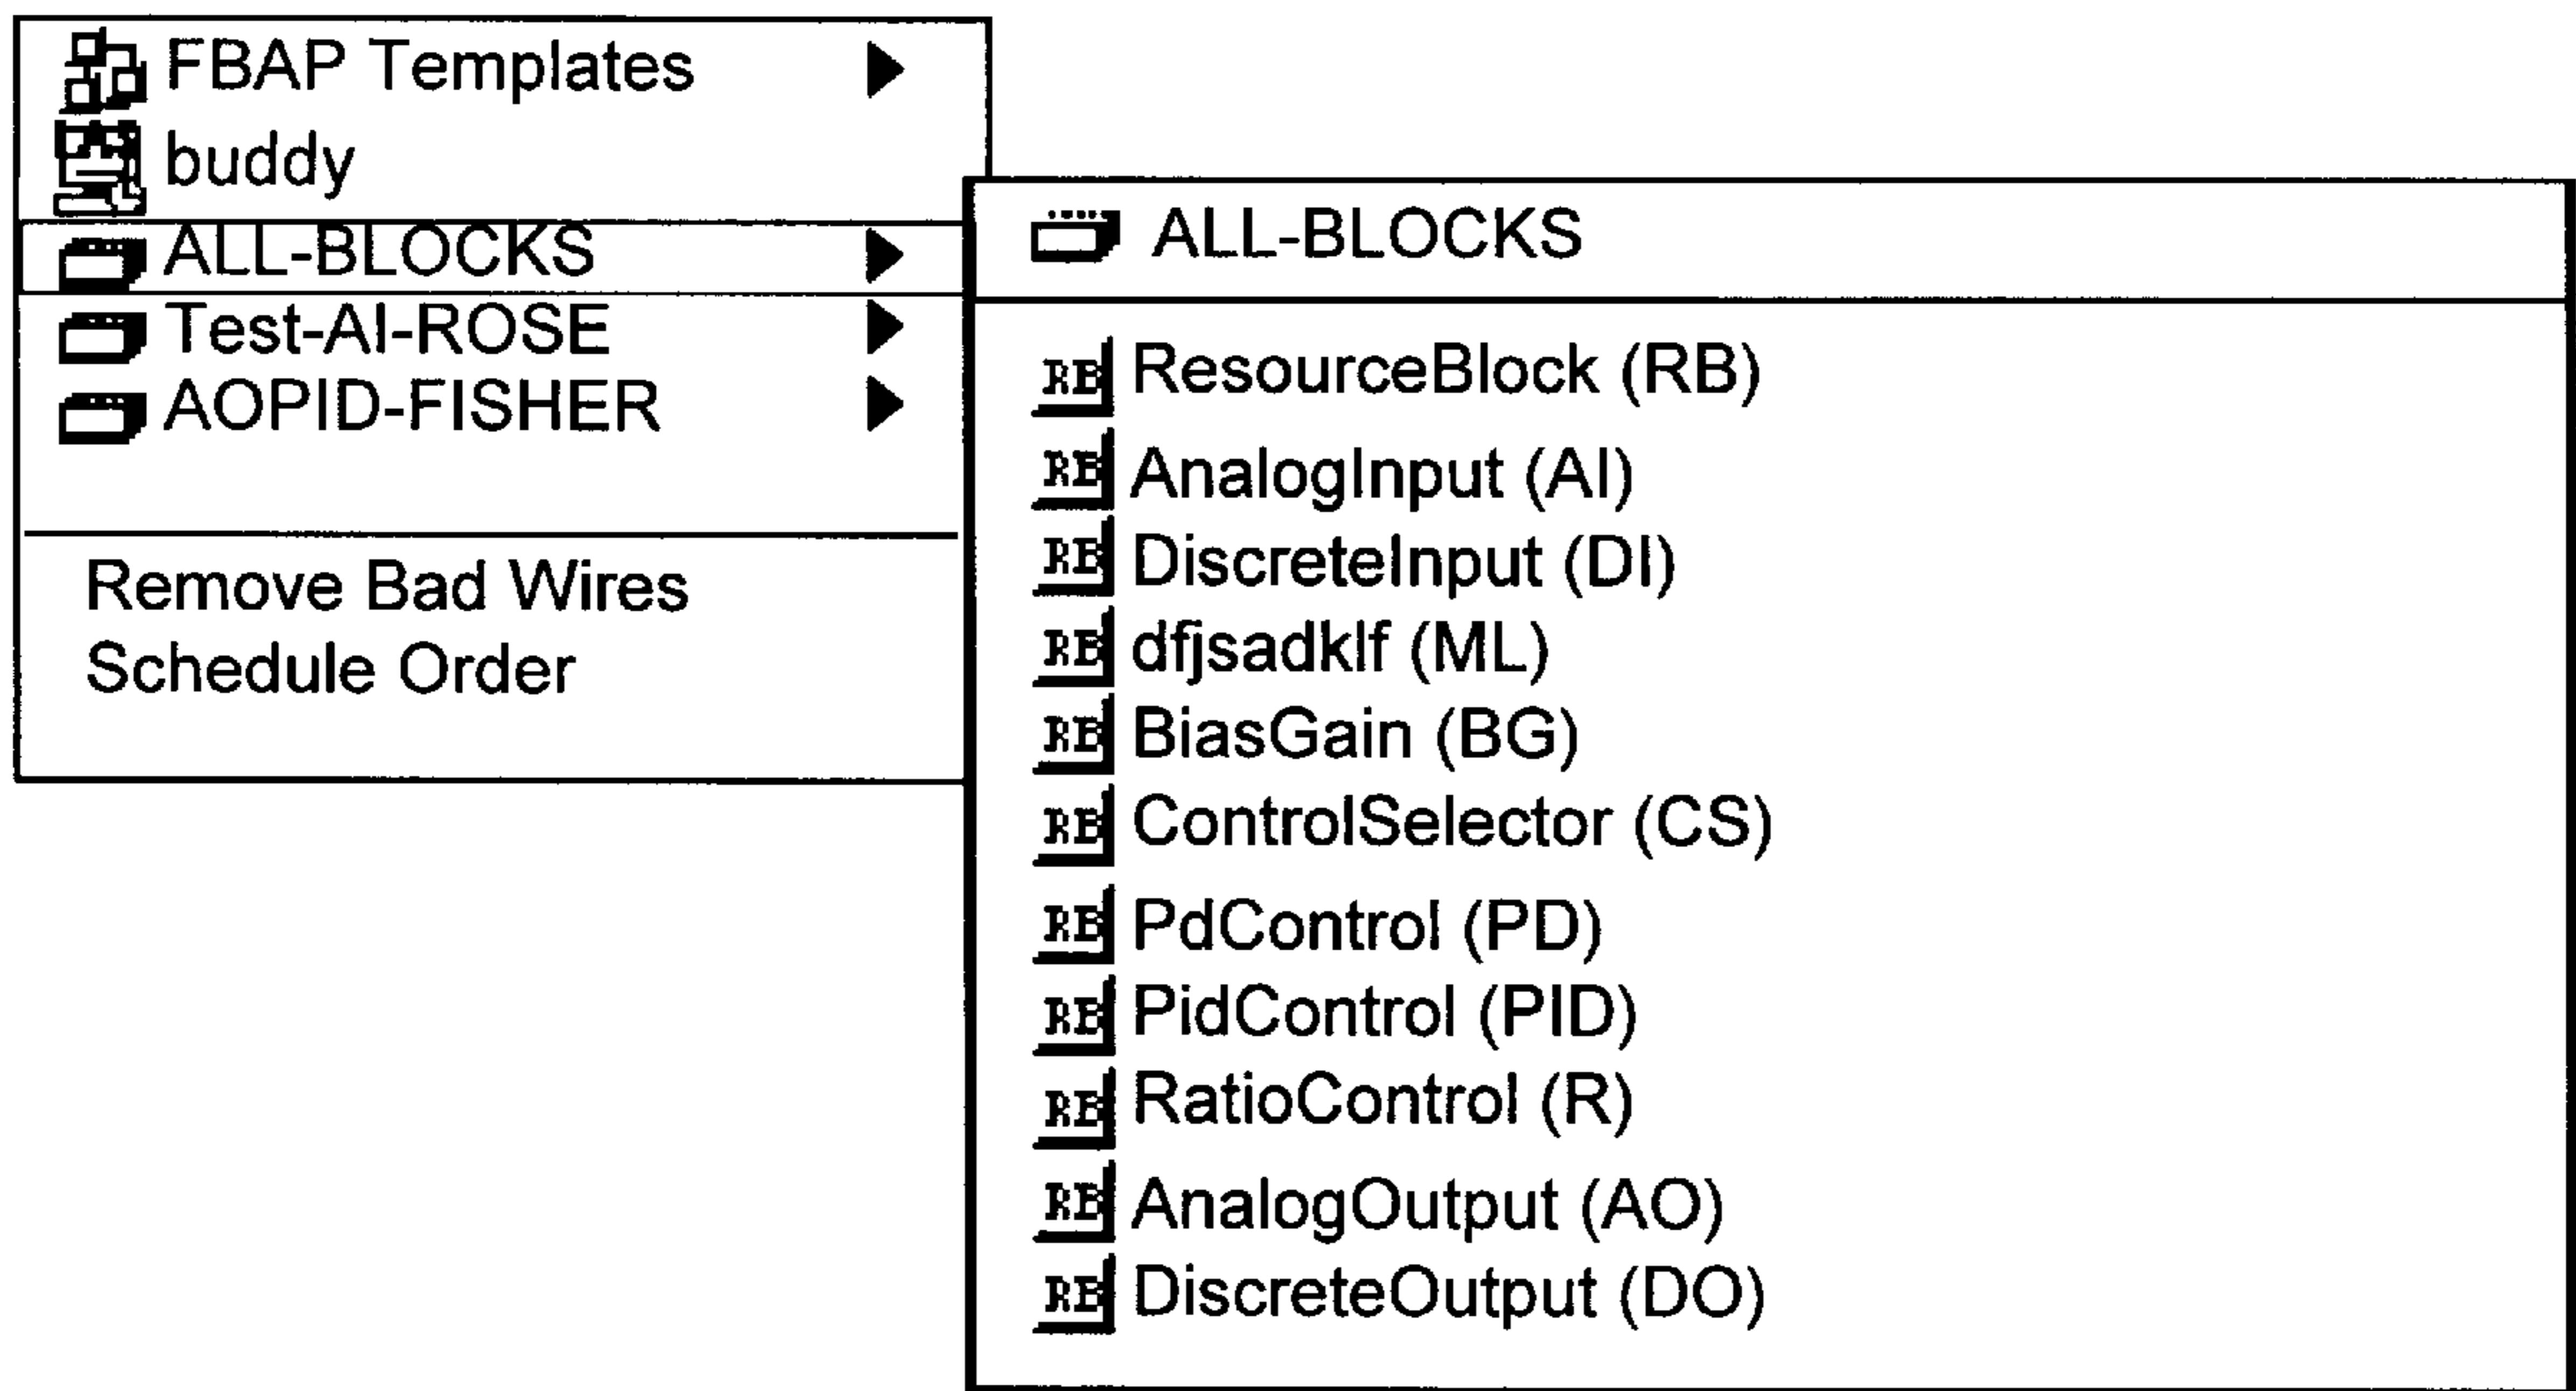 FBAP Templates
buddy
ALL-BLOCKS
Test-AI-ROSE
AOPID-FISHER
Remove Bad Wires
Schedule Order
ALL-BLOCKS
RB ResourceBlock (RB)
RB AnalogInput (AI)
RB DiscreteInput (DI)
RB dfjsadklf (ML)
RB BiasGain (BG)
RB ControlSelector (CS)
RB PdControl (PD)
RB PidControl (PID)
RB RatioControl (R)
RB AnalogOutput (AO)
RB DiscreteOutput (DO)